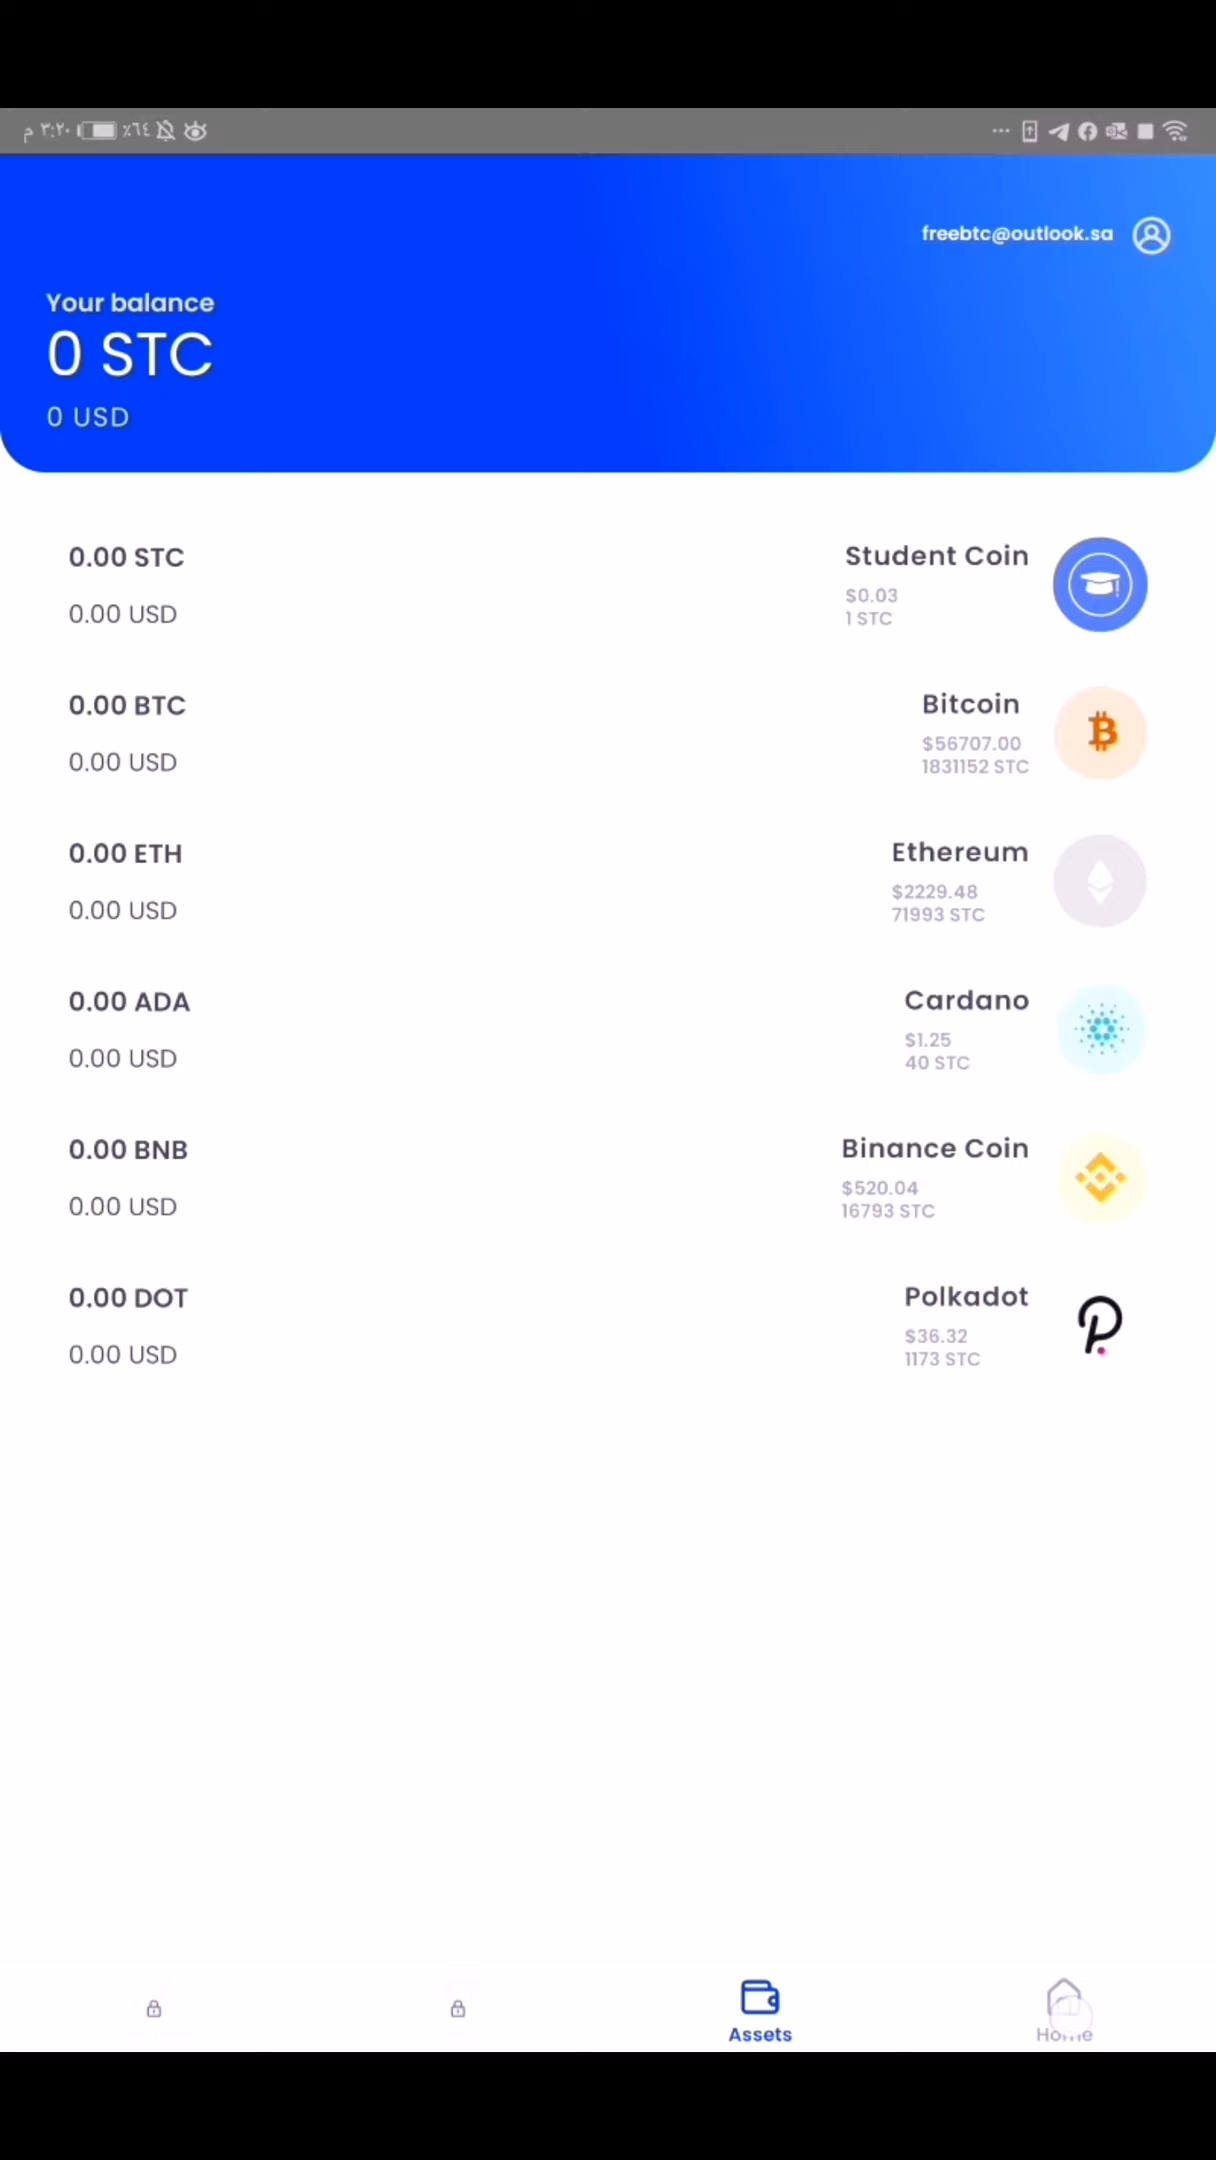 م ٣:٢٠ ٪٦٤
freebtc@outlook.sa
Your balance
0 STC
0 USD
0.00 STC
0.00 USD
Student Coin
$0.03
1 STC
0.00 BTC
0.00 USD
Bitcoin
$56707.00
1831152 STC
0.00 ETH
0.00 USD
Ethereum
$2229.48
71993 STC
0.00 ADA
0.00 USD
Cardano
$1.25
40 STC
0.00 BNB
0.00 USD
Binance Coin
$520.04
16793 STC
0.00 DOT
0.00 USD
Polkadot
$36.32
1173 STC
Assets
Home